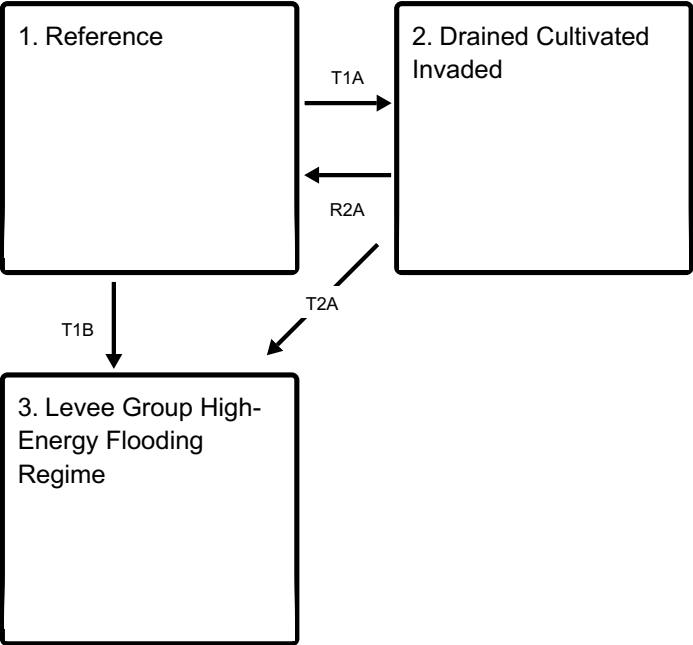 1. Reference
2. Drained Cultivated
Invaded
T1A
R2A
T2A
T1B
3. Levee Group High-
Energy Flooding
Regime